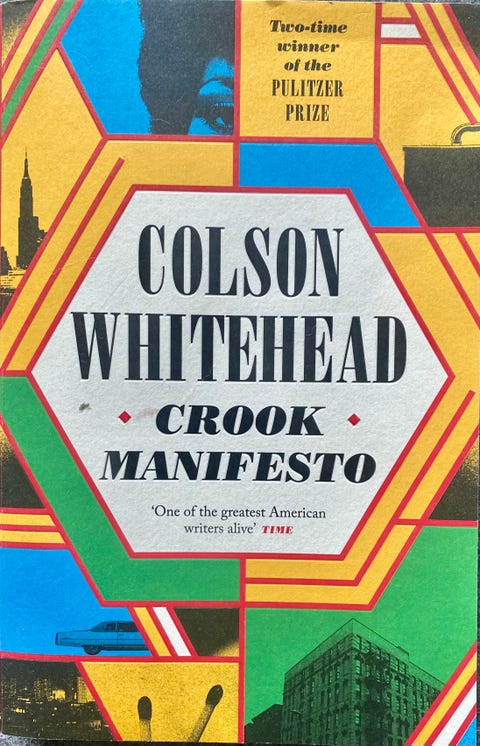 Two-time
winner
of the
PULITZER
PRIZE
COLSON
WHITEHEAD
CROOK
MANIFESTO
‘One of the greatest American
writers alive’ TIME